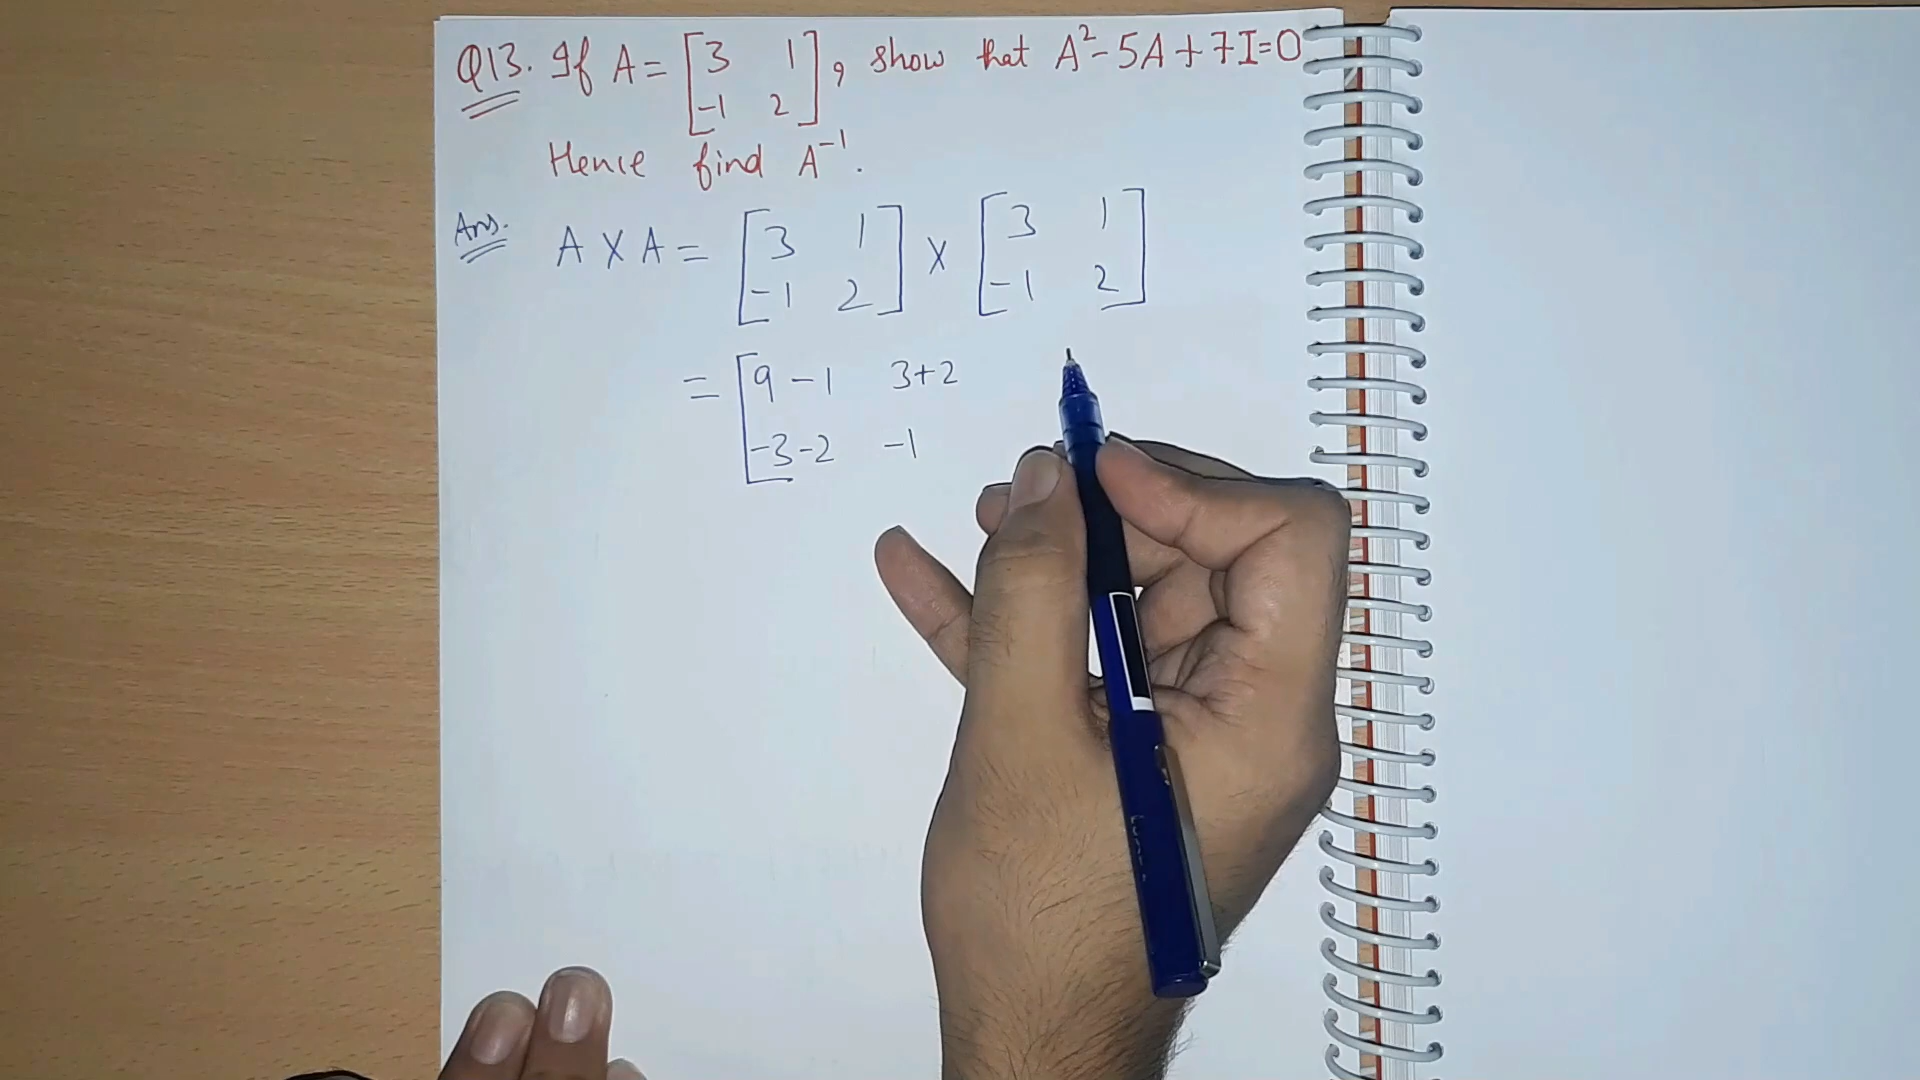 Q13. If A = [3 1
-1 2], show that A²-5A+7I=0
Hence find A⁻¹.
Ans. A X A = [3 1
-1 2] X [3 1
-1 2]
= [9-1 3+2
-3-2 -1